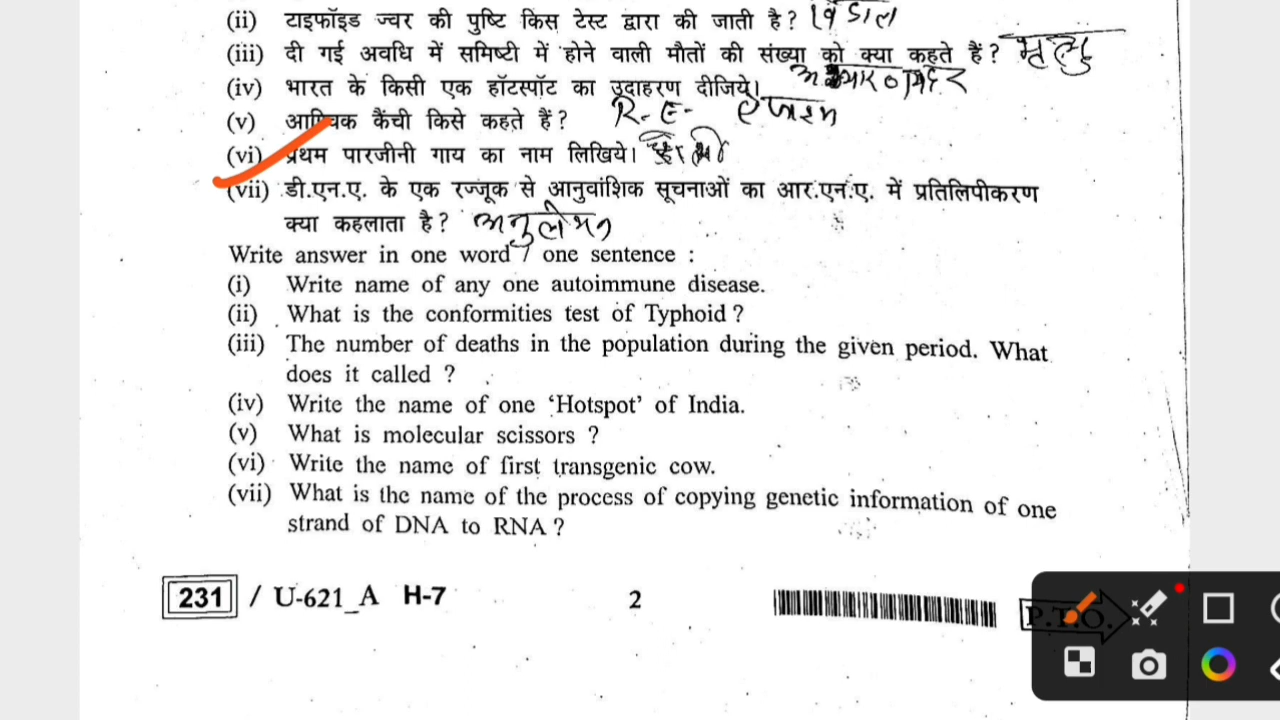 (ii) टाइफॉइड ज्वर की पुष्टि किस टेस्ट द्वारा की जाती है? विडाल
(iii) दी गई अवधि में समिष्टी में होने वाली मौतों की संख्या को क्या कहते हैं? मृत्यु
(iv) भारत के किसी एक हॉटस्पॉट का उदाहरण दीजिये।
(v) आण्विक कैंची किसे कहते हैं? R.E-
(vi) प्रथम पारजीनी गाय का नाम लिखिये।
(vii) डी.एन.ए. के एक रज्जूक से आनुवांशिक सूचनाओं का आर.एन.ए. में प्रतिलिपीकरण
क्या कहलाता है?
Write answer in one word / one sentence :
(i) Write name of any one autoimmune disease.
(ii) What is the conformities test of Typhoid ?
(iii) The number of deaths in the population during the given period. What
does it called ?
(iv) Write the name of one ‘Hotspot’ of India.
(v) What is molecular scissors ?
(vi) Write the name of first transgenic cow.
(vii) What is the name of the process of copying genetic information of one
strand of DNA to RNA ?
231 / U-621_A H-7 2 P.T.O.